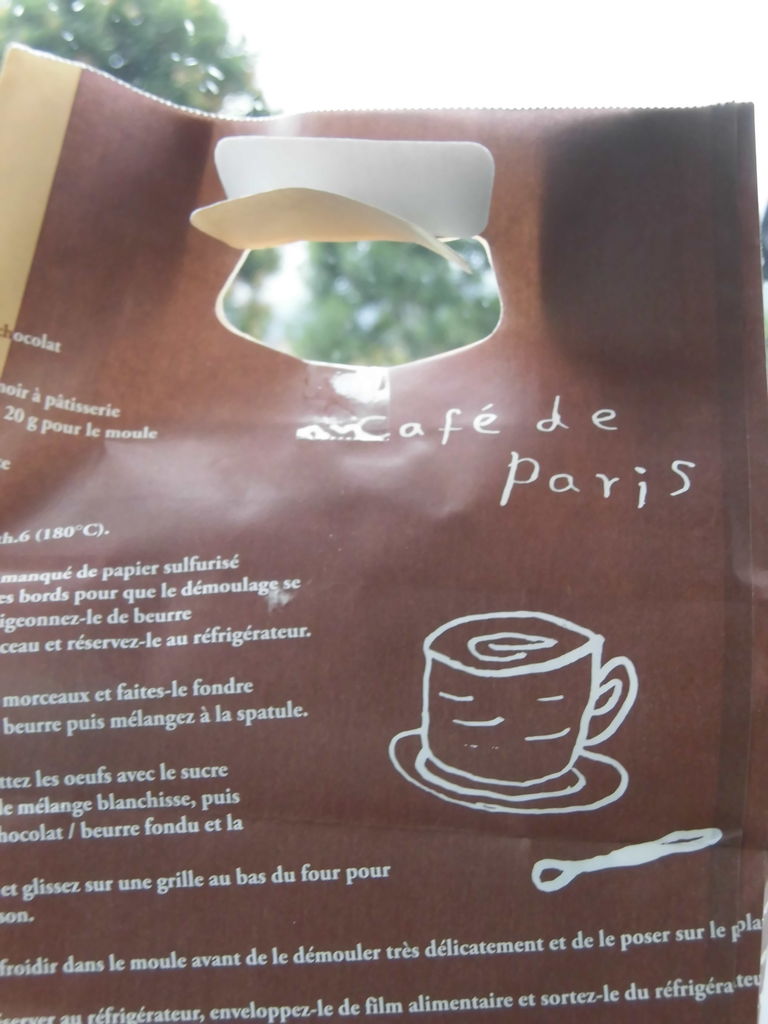 chocolat
noir à pâtisserie
20 g pour le moule
Café de
Paris
th.6 (180°C).
manqué de papier sulfurisé
es bords pour que le démoulage se
igeonnez-le de beurre
ceau et réservez-le au réfrigérateur.
morceaux et faites-le fondre
beurre puis mélangez à la spatule.
ttez les oeufs avec le sucre
le mélange blanchisse, puis
hocolat / beurre fondu et la
et glissez sur une grille au bas du four pour
son.
froidir dans le moule avant de le démouler très délicatement et de le poser sur le pla
server au réfrigérateur, enveloppez-le de film alimentaire et sortez-le du réfrigérateu